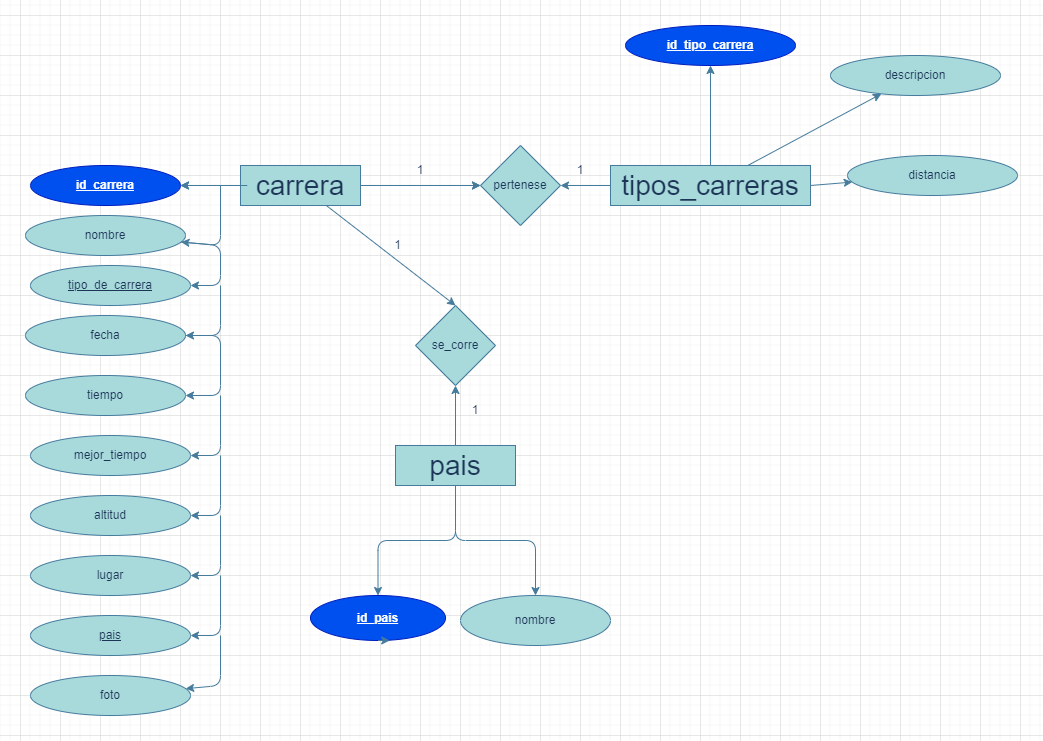 id_tipo_carrera
descripcion
distancia
id_carrera
carrera
1
pertenese
1
tipos_carreras
nombre
1
tipo_de_carrera
fecha
se_corre
tiempo
1
mejor_tiempo
pais
altitud
lugar
id_pais
nombre
pais
foto